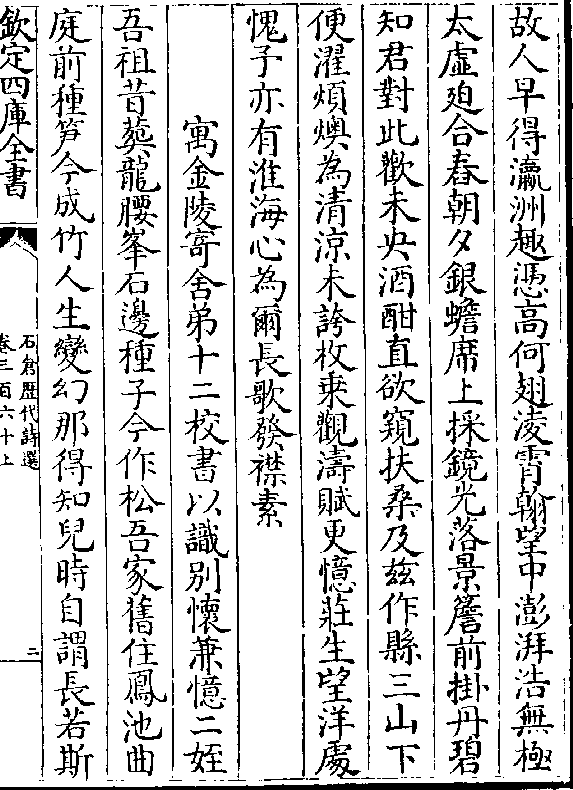 故人早得瀛洲趣憑高何翅凌霄翰望中澎湃浩無極
太虛廹合春朝夕銀蟾席上採鏡光落景簷前掛丹碧
知君對此歡未央酒酣直欲窺扶桑及兹作縣三山下
便濯煩燠為清涼未誇枚乗觀濤賦更憶莊生望洋處
愧子亦有淮海心為爾長歌發襟素
寓金陵寄舍弟十二校書以識别懷兼憶二姪
吾祖昔葬龍腰峯石邊種子今作松吾家舊住鳳池曲
庭前種笋今成竹人生變幻那得知兒時自謂長若斯
欽定四庫全書
石倉歴代詩選
卷三百六十上
二